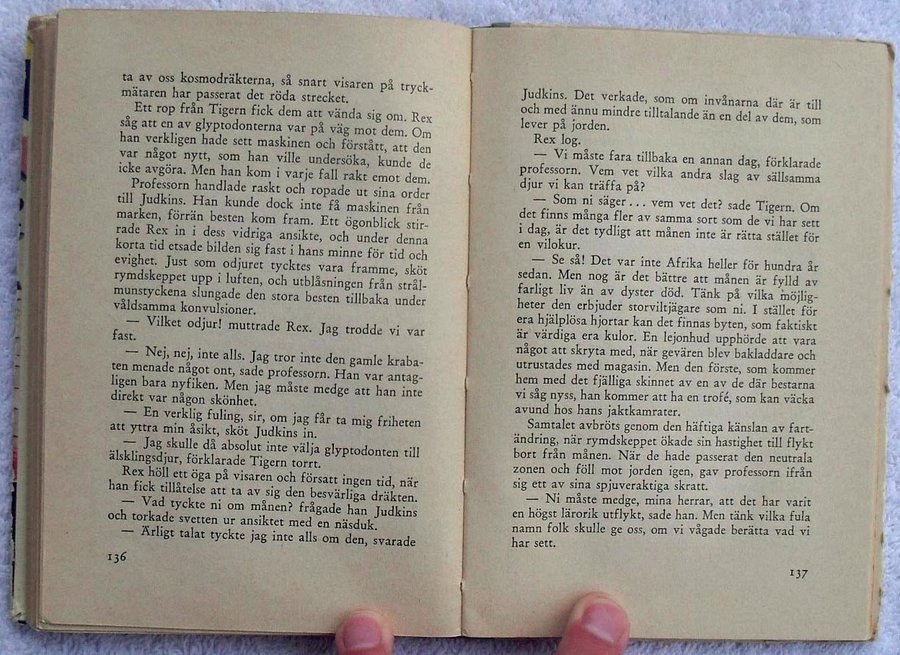 ta av oss kosmodräkterna, så snart visaren på tryck-
mätaren har passerat det röda strecket.
Ett rop från Tigern fick dem att vända sig om. Rex
såg att en av glyptodonterna var på väg mot dem. Om
han verkligen hade sett maskinen och förstått, att den
var något nytt, som han ville undersöka, kunde de
icke avgöra. Men han kom i varje fall rakt emot dem.
Professorn handlade raskt och ropade ut sina order
till Judkins. Han kunde dock inte få maskinen från
marken, förrän besten kom fram. Ett ögonblick stir-
rade Rex in i dess vidriga ansikte, och under denna
korta tid etsade bilden sig fast i hans minne för tid och
evighet. Just som odjuret tycktes vara framme, sköt
rymdskeppet upp i luften, och utblåsningen från strål-
munstyckena slungade den stora besten tillbaka under
våldsamma konvulsioner.
— Vilket odjur! muttrade Rex. Jag trodde vi var
fast.
— Nej, nej, inte alls. Jag tror inte den gamle kraba-
ten menade något ont, sade professorn. Han var antag-
ligen bara nyfiken. Men jag måste medge att han inte
direkt var någon skönhet.
— En verklig fuling, sir, om jag får ta mig friheten
att yttra min åsikt, sköt Judkins in.
— Jag skulle då absolut inte välja glyptodonten till
älsklingsdjur, förklarade Tigern torrt.
Rex höll ett öga på visaren och försatt ingen tid, när
han fick tillåtelse att ta av sig den besvärliga dräkten.
— Vad tyckte ni om månen? frågade han Judkins
och torkade svetten ur ansiktet med en näsduk.
— Ärligt talat tyckte jag inte alls om den, svarade
136
Judkins. Det verkade, som om invånarna där är till
och med ännu mindre tilltalande än en del av dem, som
lever på jorden.
Rex log.
— Vi måste fara tillbaka en annan dag, förklarade
professorn. Vem vet vilka andra slag av sällsamma
djur vi kan träffa på?
— Som ni säger... vem vet det? sade Tigern. Om
det finns många fler av samma sort som de vi har sett
i dag, är det tydligt att månen inte är rätta stället för
en vilokur.
— Se så! Det var inte Afrika heller för hundra år
sedan. Men nog är det bättre att månen är fylld av
farligt liv än av dyster död. Tänk på vilka möjlig-
heter den erbjuder storviltjägare som ni. I stället för
era hjälplösa hjortar kan det finnas byten, som faktiskt
är värdiga era kulor. En lejonhud upphörde att vara
något att skryta med, när gevären blev bakladdare och
utrustades med magasin. Men den förste, som kommer
hem med det fjälliga skinnet av en av de där bestarna
vi såg nyss, han kommer att ha en trofé, som kan väcka
avund hos hans jaktkamrater.
Samtalet avbröts genom den häftiga känslan av fart-
ändring, när rymdskeppet ökade sin hastighet till flykt
bort från månen. När de hade passerat den neutrala
zonen och föll mot jorden igen, gav professorn ifrån
sig ett av sina spjuveraktiga skratt.
— Ni måste medge, mina herrar, att det har varit
en högst lärorik utflykt, sade han. Men tänk vilka fula
namn folk skulle ge oss, om vi vågade berätta vad vi
har sett.
137